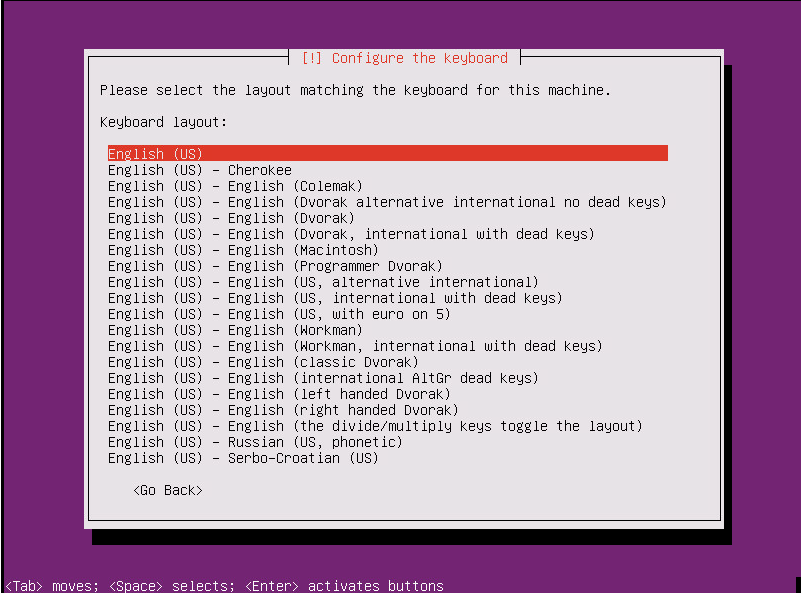 [!] Configure the keyboard
Please select the layout matching the keyboard for this machine.
Keyboard layout:
English (US)
English (US) - Cherokee
English (US) - English (Colemak)
English (US) - English (Dvorak alternative international no dead keys)
English (US) - English (Dvorak)
English (US) - English (Dvorak, international with dead keys)
English (US) - English (Macintosh)
English (US) - English (Programmer Dvorak)
English (US) - English (US, alternative international)
English (US) - English (US, international with dead keys)
English (US) - English (US, with euro on 5)
English (US) - English (Workman)
English (US) - English (Workman, international with dead keys)
English (US) - English (classic Dvorak)
English (US) - English (international AltGr dead keys)
English (US) - English (left handed Dvorak)
English (US) - English (right handed Dvorak)
English (US) - English (the divide/multiply keys toggle the layout)
English (US) - Russian (US, phonetic)
English (US) - Serbo-Croatian (US)
<Go Back>
<Tab> moves; <Space> selects; <Enter> activates buttons